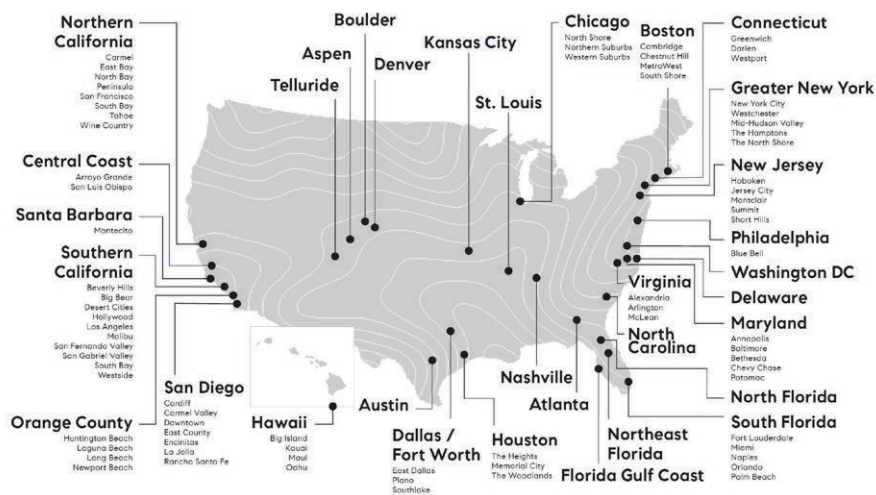 Northern
California
Carmel
East Bay
North Bay
Peninsula
San Francisco
South Bay
Tahoe
Wine Country
Central Coast
Arroyo Grande
San Luis Obispo
Santa Barbara
Montecito
Southern
California
Beverly Hills
Big Bear
Desert Cities
Hollywood
Los Angeles
Malibu
San Fernando Valley
San Gabriel Valley
South Bay
Westside
Orange County
Huntington Beach
Laguna Beach
Long Beach
Newport Beach
San Diego
Cardiff
Carmel Valley
Downtown
East County
Encinitas
La Jolla
Rancho Santa Fe
Hawaii
Big Island
Kauai
Maui
Oahu
Telluride
Aspen
Boulder
Denver
Kansas City
St. Louis
Chicago
North Shore
Northern Suburbs
Western Suburbs
Boston
Cambridge
Chestnut Hill
MetroWest
South Shore
Connecticut
Greenwich
Darien
Westport
Greater New York
New York City
Westchester
Mid-Hudson Valley
The Hamptons
The North Shore
New Jersey
Hoboken
Jersey City
Montclair
Summit
Short Hills
Philadelphia
Blue Bell
Washington DC
Delaware
Maryland
Annapolis
Baltimore
Bethesda
Chevy Chase
Potomac
Virginia
Alexandria
Arlington
McLean
North
Carolina
North Florida
South Florida
Fort Lauderdale
Miami
Naples
Orlando
Palm Beach
Austin
Dallas /
Fort Worth
East Dallas
Plano
Southlake
Houston
The Heights
Memorial City
The Woodlands
Nashville
Atlanta
Northeast
Florida
Florida Gulf Coast